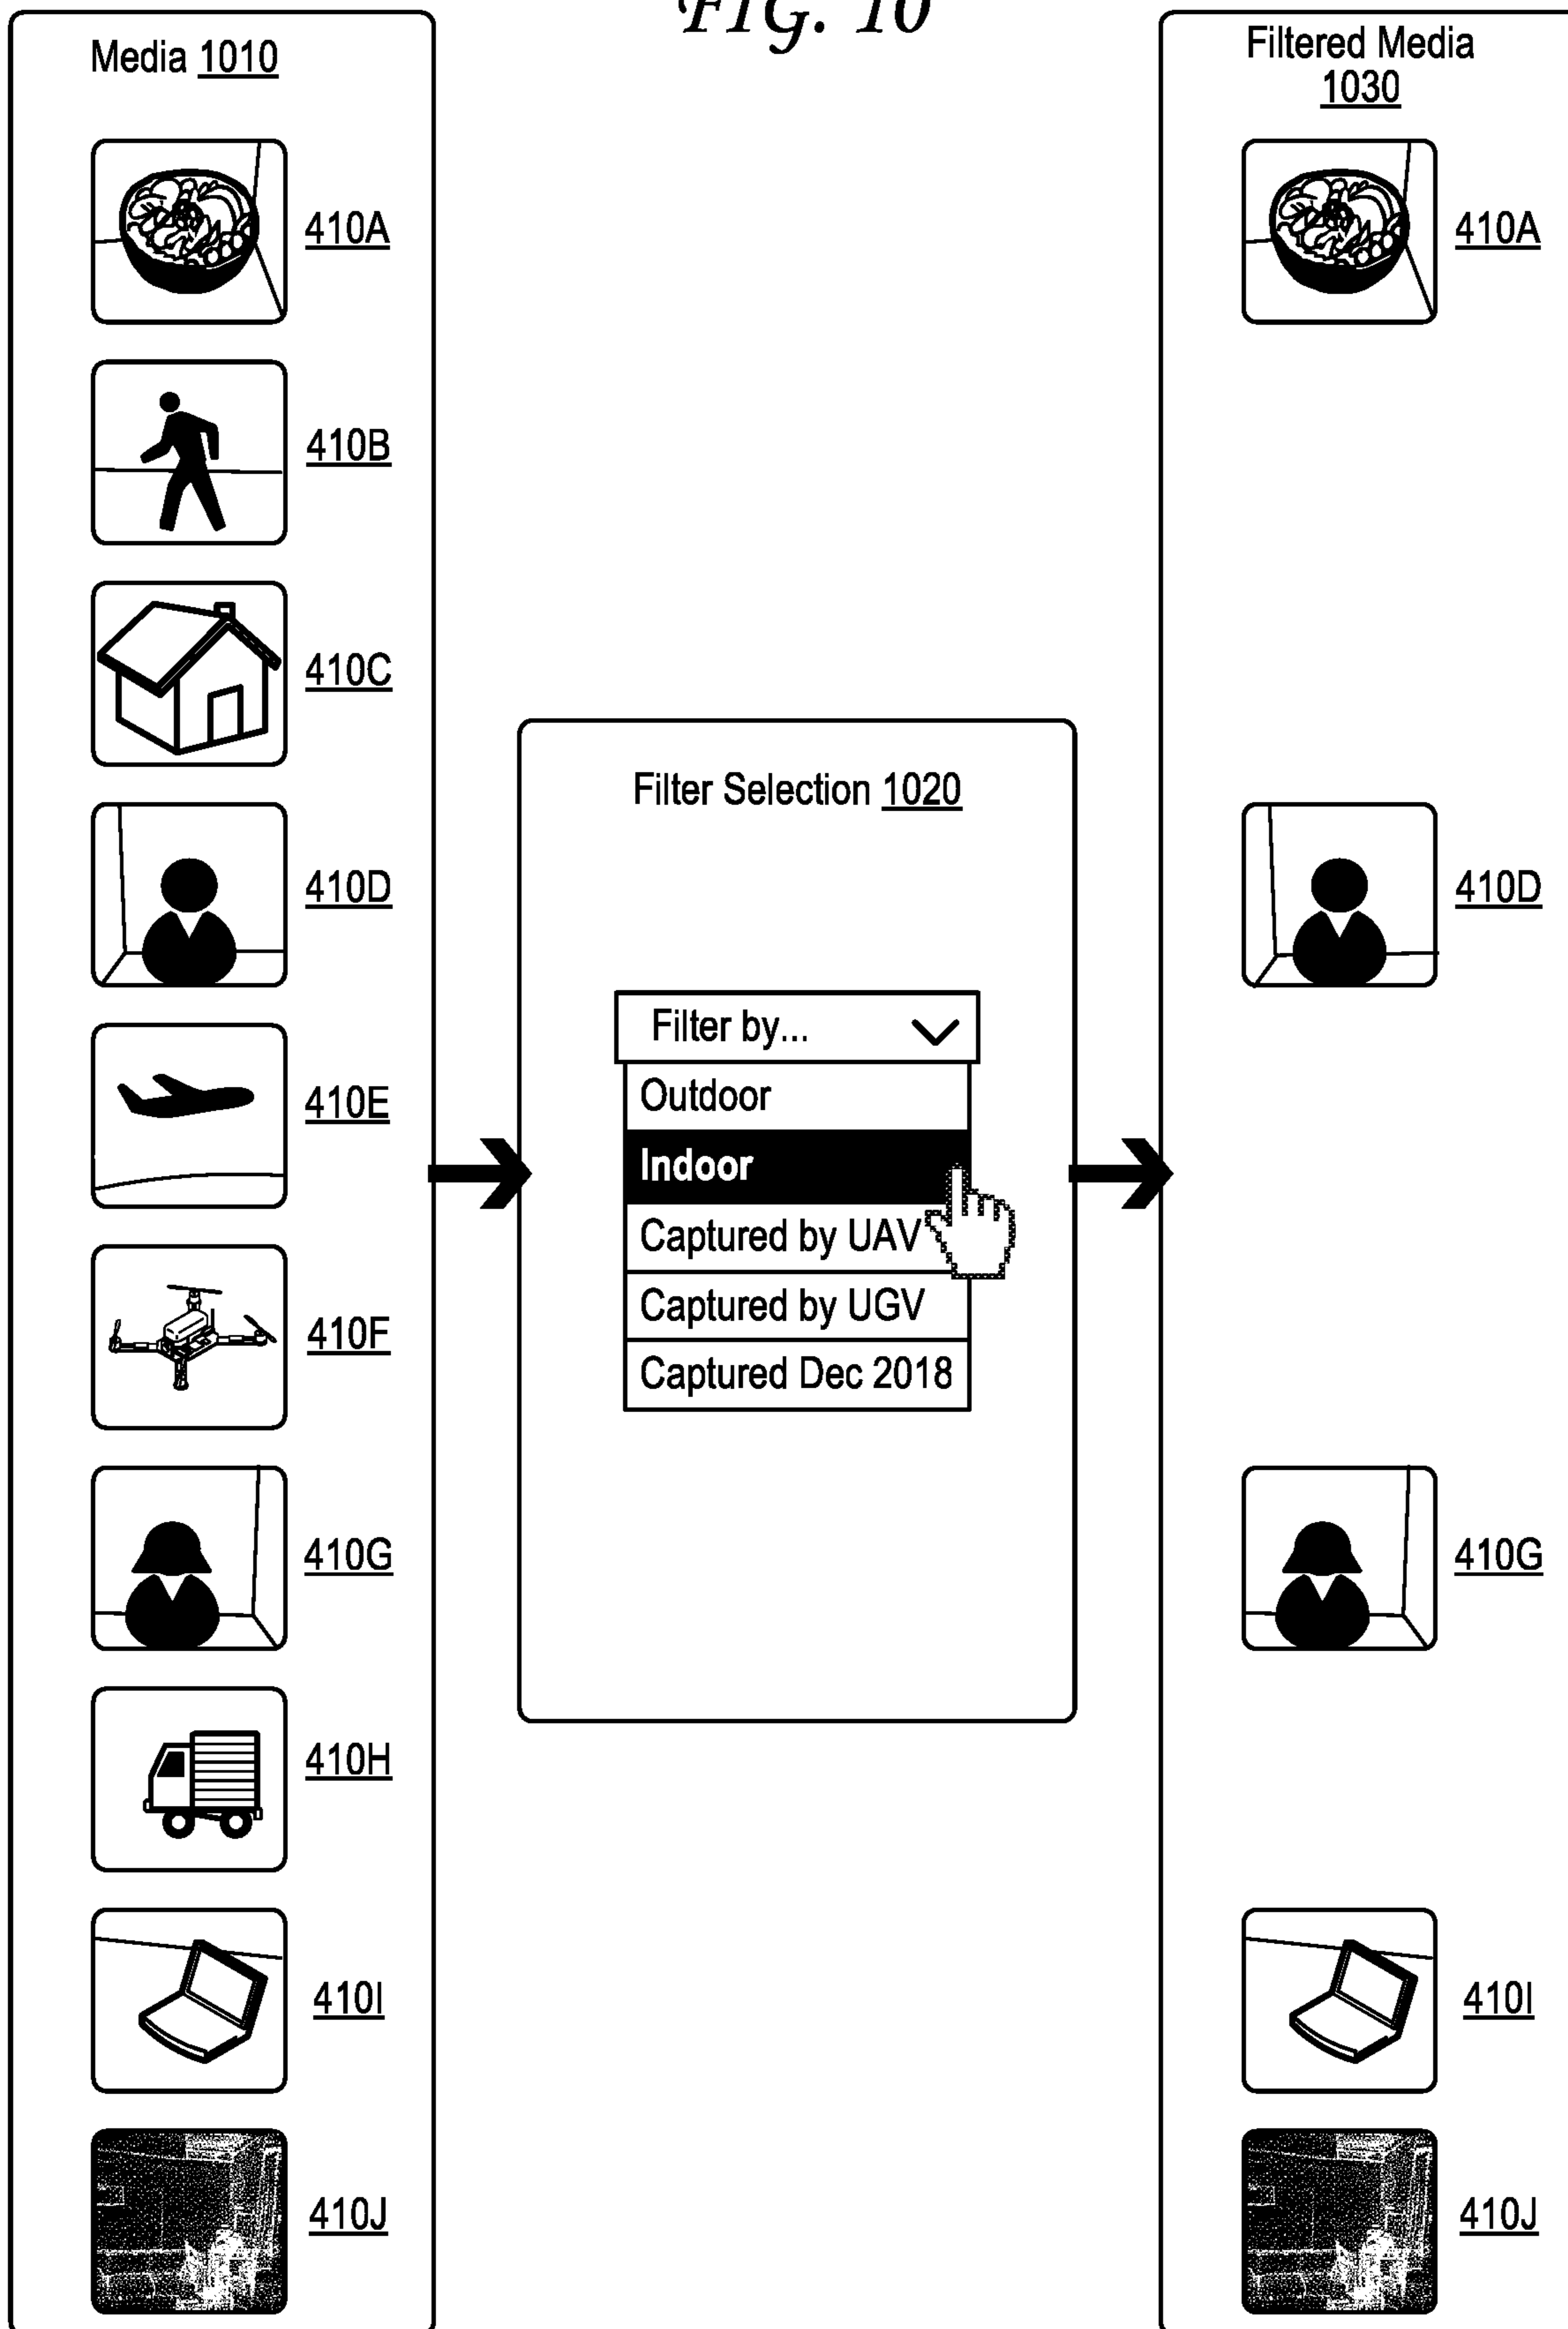 FIG. 10
Media 1010
410A
410B
410C
410D
410E
410F
410G
410H
410I
410J
Filter Selection 1020
Filter by...
Outdoor
Indoor
Captured by UAV
Captured by UGV
Captured Dec 2018
Filtered Media
1030
410A
410D
410G
410I
410J